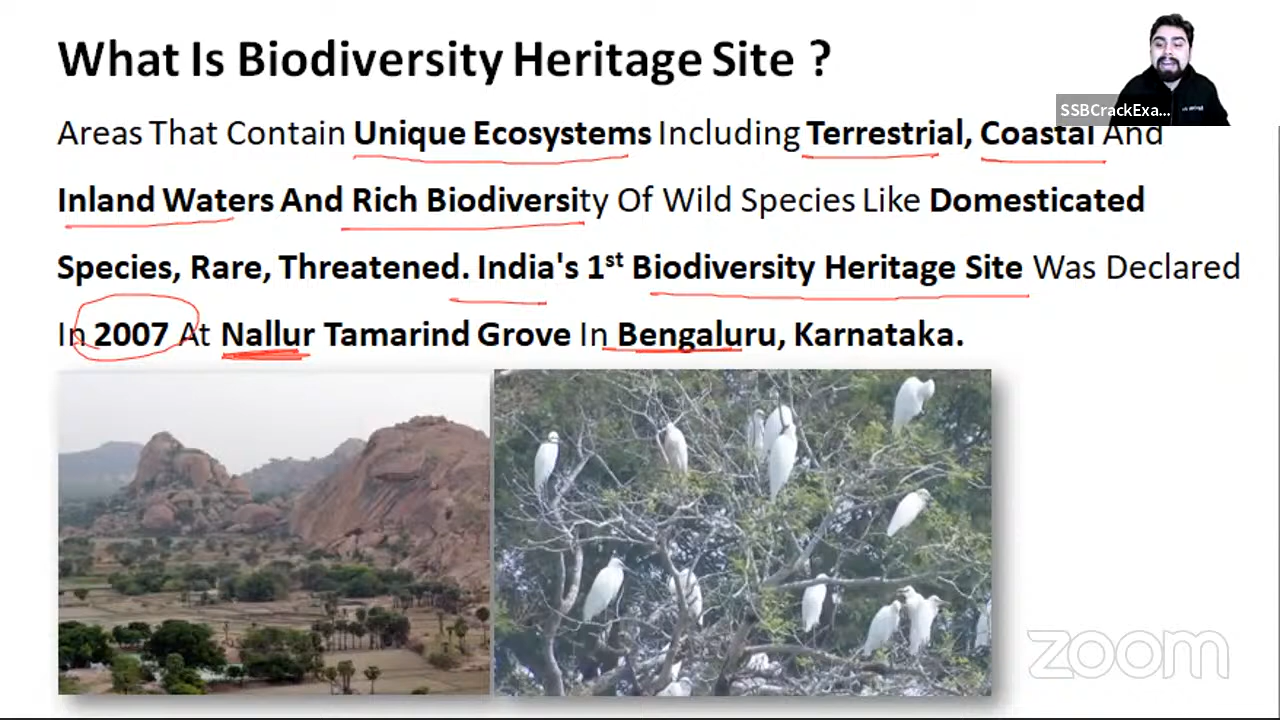 What Is Biodiversity Heritage Site ?
SSBCrackExa...
Areas That Contain Unique Ecosystems Including Terrestrial, Coastal And
Inland Waters And Rich Biodiversity Of Wild Species Like Domesticated
Species, Rare, Threatened. India's 1st Biodiversity Heritage Site Was Declared
In 2007 At Nallur Tamarind Grove In Bengaluru, Karnataka.
zoom